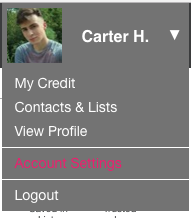 Carter H. ▼
My Credit
Contacts & Lists
View Profile
Account Settings
Logout